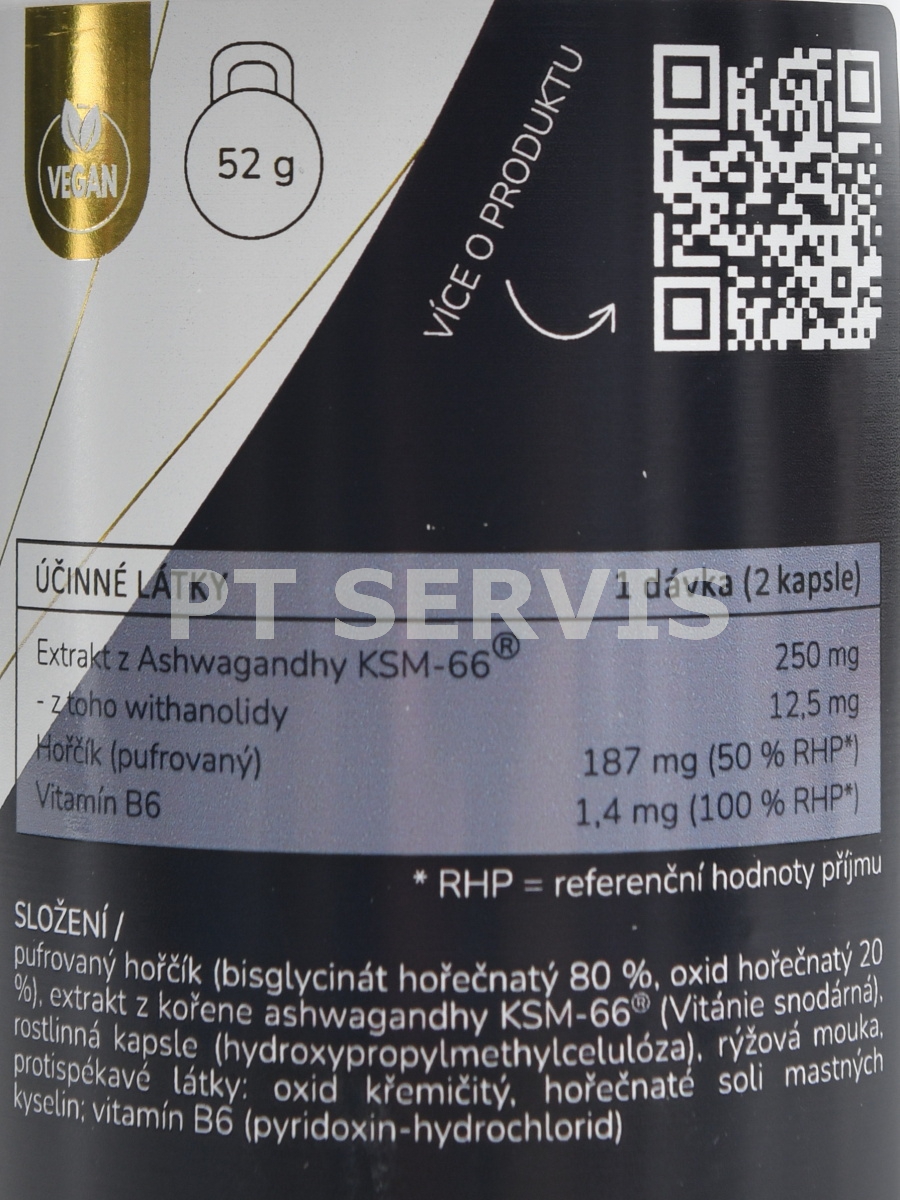 VEGAN
52 g
VÍCE O PRODUKTU
ÚČINNÉ LÁTKY 1 dávka (2 kapsle)
PT SERVIS
Extrakt z Ashwagandhy KSM-66® 250 mg
- z toho withanolidy 12,5 mg
Hořčík (pufrovaný) 187 mg (50 % RHP*)
Vitamín B6 1,4 mg (100 % RHP*)
* RHP = referenční hodnoty příjmu
SLOŽENÍ /
pufrovaný hořčík (bisglycinát hořečnatý 80 %, oxid hořečnatý 20
%), extrakt z kořene ashwagandhy KSM-66® (Vitánie snodárná),
rostlinná kapsle (hydroxypropylmethylcelulóza), rýžová mouka,
protispékavé látky: oxid křemičitý, hořečnaté soli mastných
kyselin; vitamín B6 (pyridoxin-hydrochlorid)